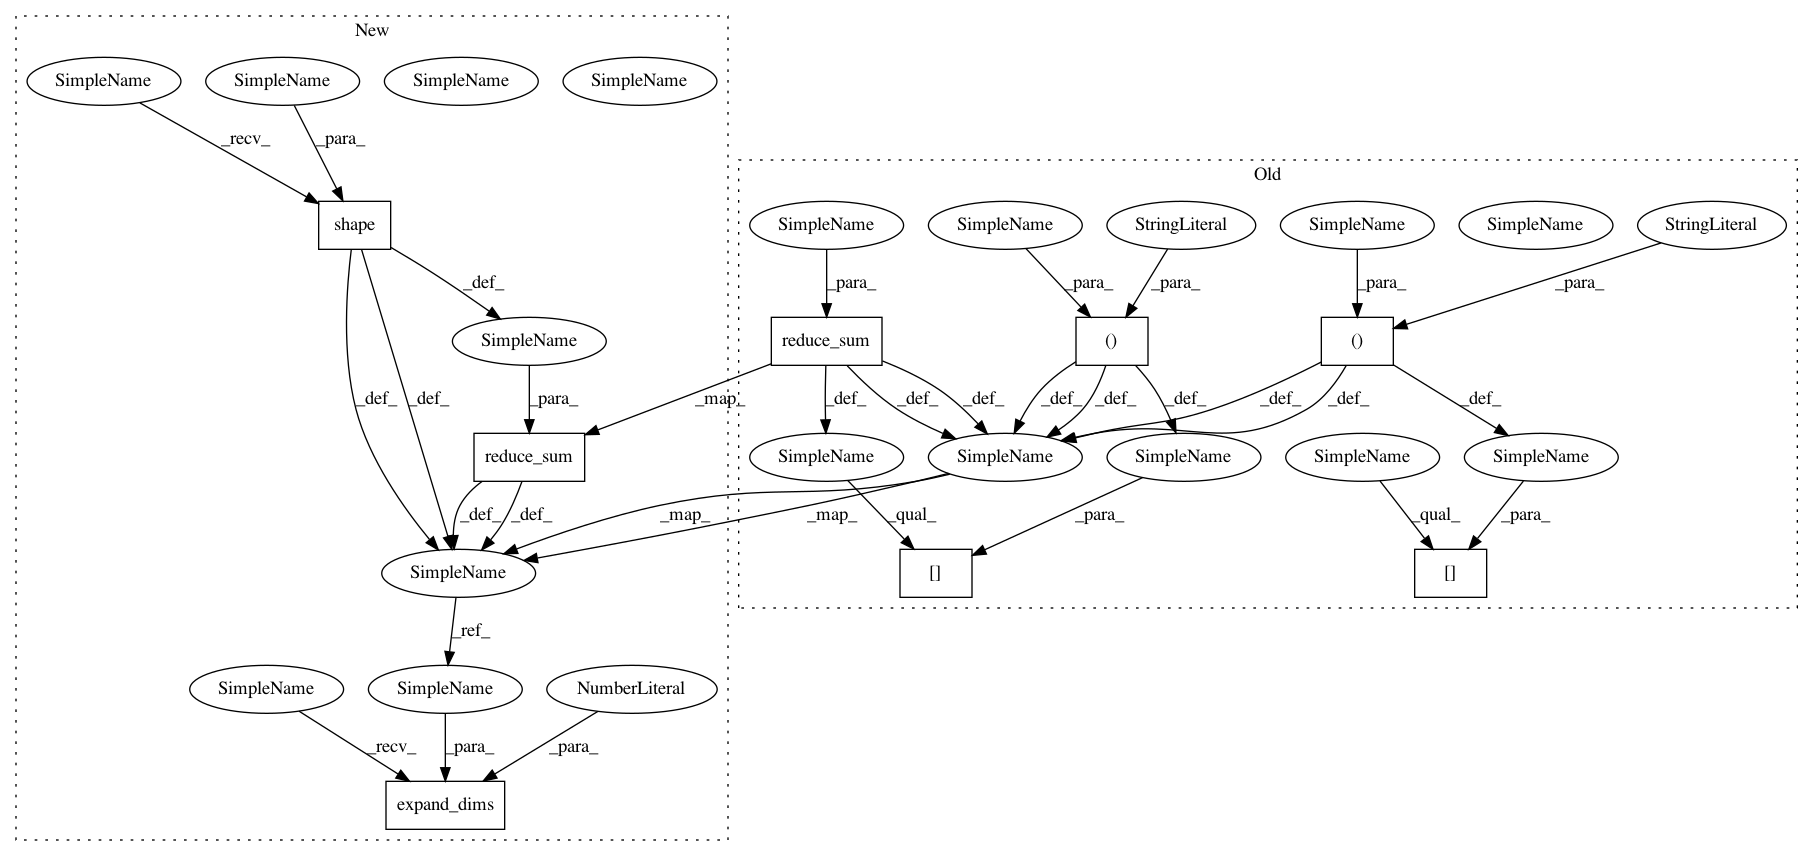 New
SimpleName SimpleName SimpleName SimpleName
_recv_ _para_
Old
shape
SimpleName SimpleName StringLiteral SimpleName SimpleName StringLiteral
_def_ _para_ _para_ _para_ _para_ _para_
SimpleName reduce_sum () ()
_def_ _def_ _para_ _map_ _def_ _def_ _def_ _def_ _def_ _def_ _def_ _def_ _def_
reduce_sum SimpleName SimpleName SimpleName SimpleName SimpleName
_def_ _def_ _map_ _map_ _qual_ _para_ _qual_ _para_
SimpleName [] []
_ref_
SimpleName SimpleName NumberLiteral
_recv_ _para_ _para_
expand_dims